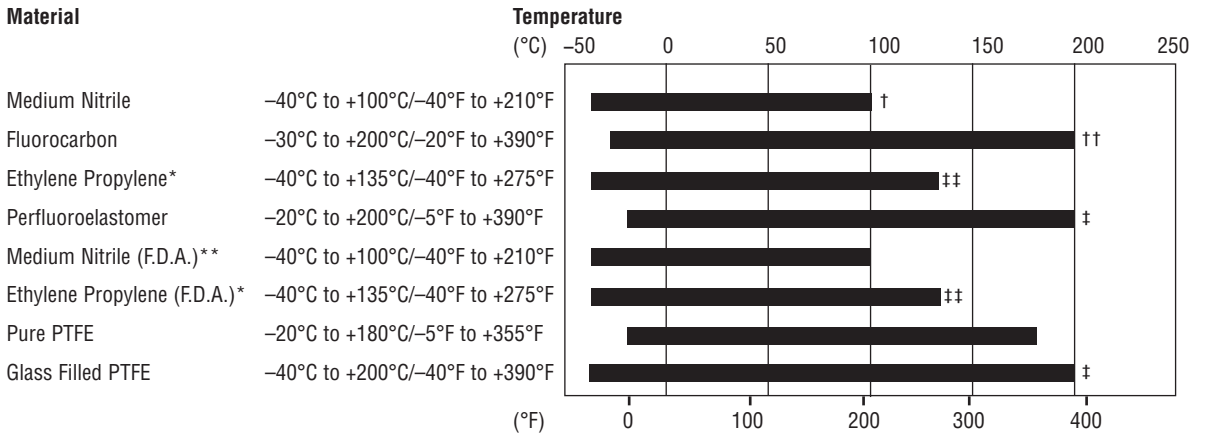 Material Temperature
(°C) –50 0 50 100 150 200 250
Medium Nitrile –40°C to +100°C/–40°F to +210°F †
Fluorocarbon –30°C to +200°C/–20°F to +390°F ††
Ethylene Propylene* –40°C to +135°C/–40°F to +275°F ‡‡
Perfluoroelastomer –20°C to +200°C/–5°F to +390°F ‡
Medium Nitrile (F.D.A.)** –40°C to +100°C/–40°F to +210°F
Ethylene Propylene (F.D.A.)* –40°C to +135°C/–40°F to +275°F ‡‡
Pure PTFE –20°C to +180°C/–5°F to +355°F
Glass Filled PTFE –40°C to +200°C/–40°F to +390°F ‡
(°F) 0 100 200 300 400